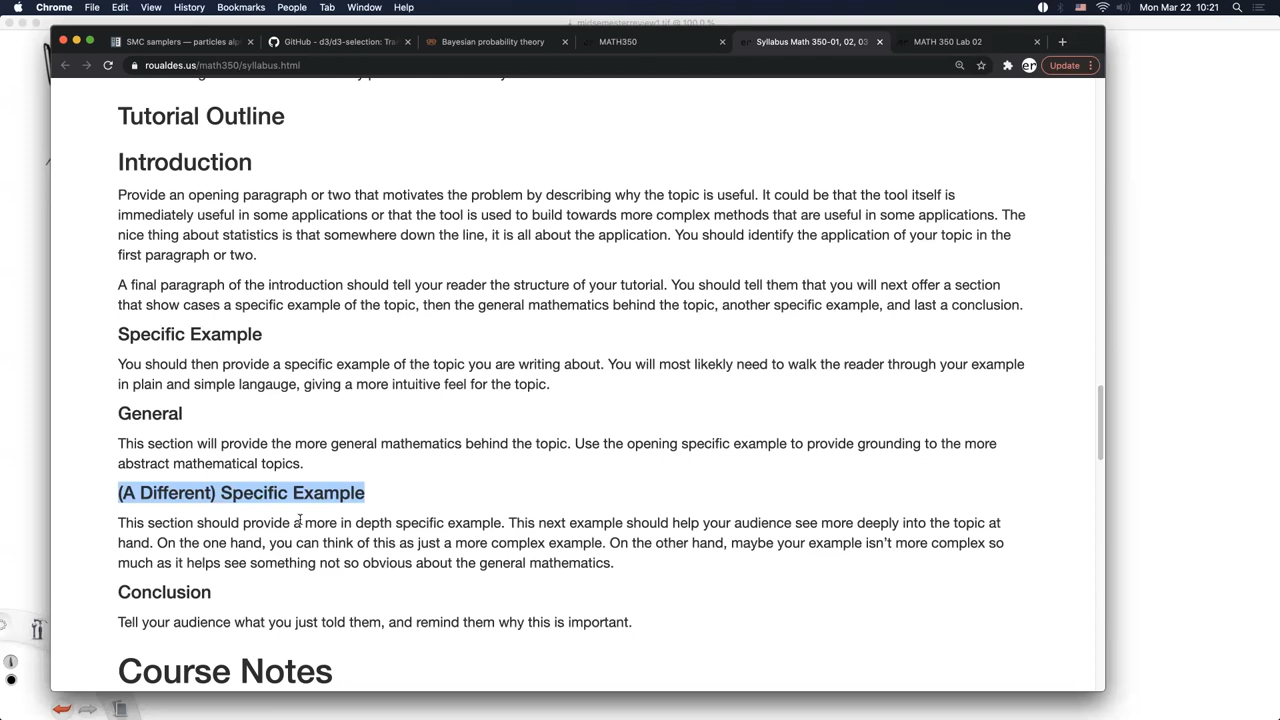 Chrome File Edit View History Bookmarks People Tab Window Help Mon Mar 22 10:21
midsemesterreview1.tif @ 100.0 %
SMC samplers — particles alg GitHub - d3/d3-selection: Tra Bayesian probability theory MATH350 er Syllabus Math 350-01, 02, 03 er MATH 350 Lab 02
roualdes.us/math350/syllabus.html er Update
Tutorial Outline
Introduction
Provide an opening paragraph or two that motivates the problem by describing why the topic is useful. It could be that the tool itself is
immediately useful in some applications or that the tool is used to build towards more complex methods that are useful in some applications. The
nice thing about statistics is that somewhere down the line, it is all about the application. You should identify the application of your topic in the
first paragraph or two.
A final paragraph of the introduction should tell your reader the structure of your tutorial. You should tell them that you will next offer a section
that show cases a specific example of the topic, then the general mathematics behind the topic, another specific example, and last a conclusion.
Specific Example
You should then provide a specific example of the topic you are writing about. You will most likekly need to walk the reader through your example
in plain and simple langauge, giving a more intuitive feel for the topic.
General
This section will provide the more general mathematics behind the topic. Use the opening specific example to provide grounding to the more
abstract mathematical topics.
(A Different) Specific Example
This section should provide a more in depth specific example. This next example should help your audience see more deeply into the topic at
hand. On the one hand, you can think of this as just a more complex example. On the other hand, maybe your example isn't more complex so
much as it helps see something not so obvious about the general mathematics.
Conclusion
Tell your audience what you just told them, and remind them why this is important.
Course Notes